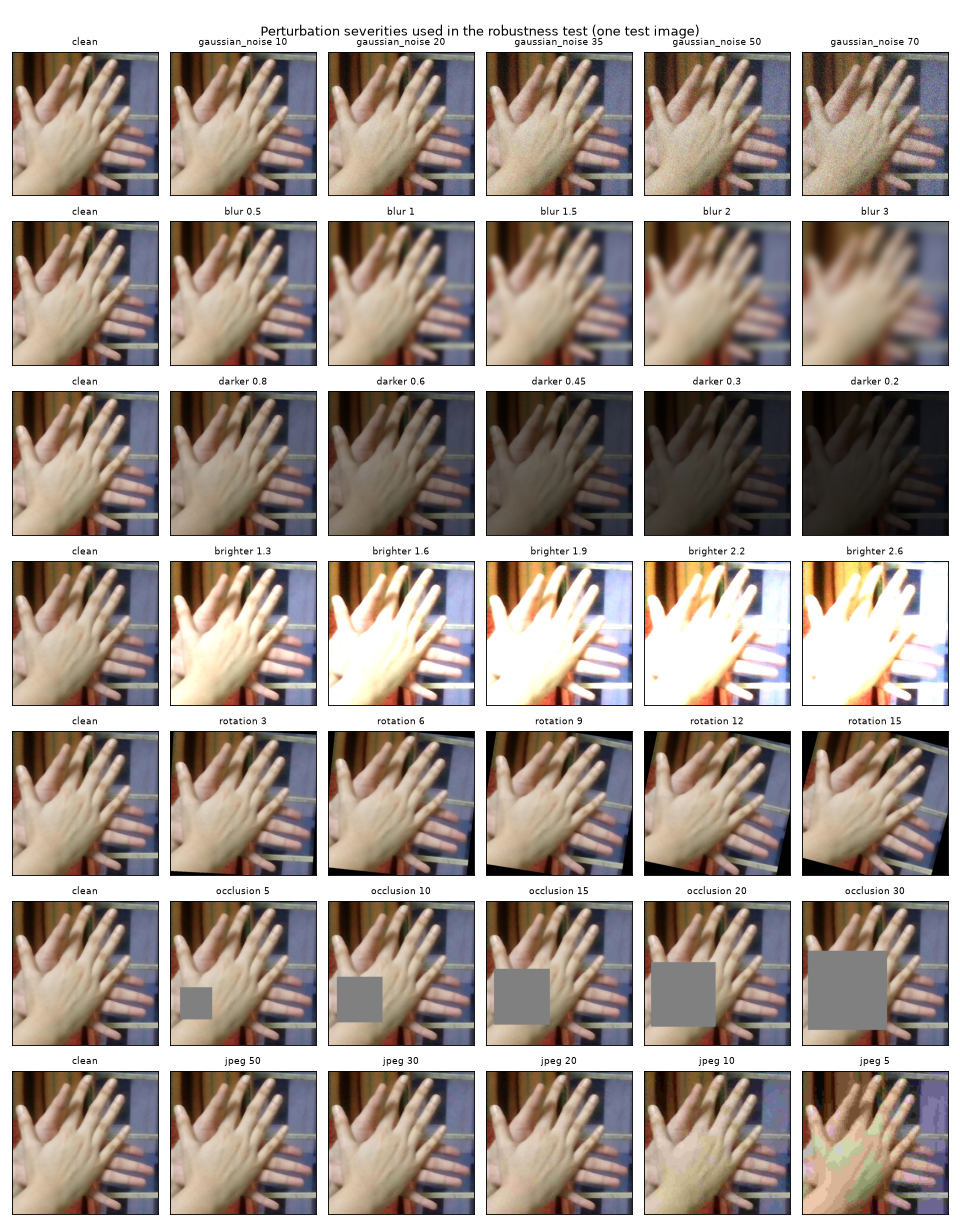 Perturbation severities used in the robustness test (one test image)
clean gaussian_noise 10 gaussian_noise 20 gaussian_noise 35 gaussian_noise 50 gaussian_noise 70
clean blur 0.5 blur 1 blur 1.5 blur 2 blur 3
clean darker 0.8 darker 0.6 darker 0.45 darker 0.3 darker 0.2
clean brighter 1.3 brighter 1.6 brighter 1.9 brighter 2.2 brighter 2.6
clean rotation 3 rotation 6 rotation 9 rotation 12 rotation 15
clean occlusion 5 occlusion 10 occlusion 15 occlusion 20 occlusion 30
clean jpeg 50 jpeg 30 jpeg 20 jpeg 10 jpeg 5